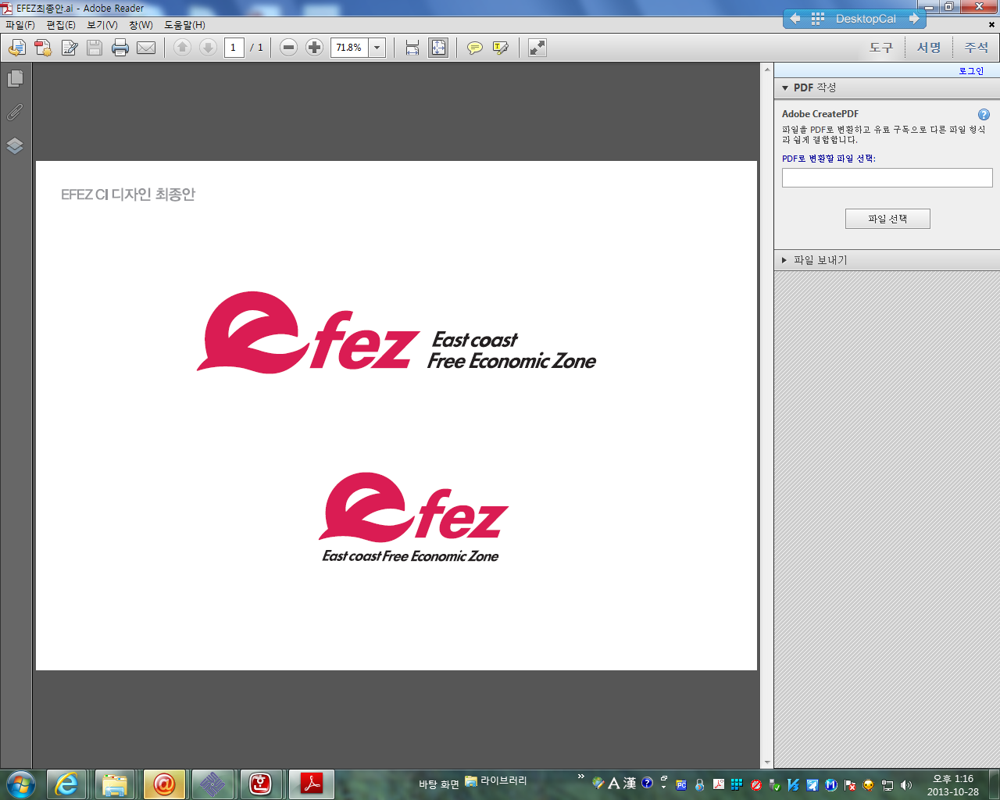 EFEZ최종안.ai - Adobe Reader
DesktopCal
파일(F) 편집(E) 보기(V) 창(W) 도움말(H)
1 / 1 71.8% 도구 서명 주석
로그인
PDF 작성
Adobe CreatePDF
파일을 PDF로 변환하고 유료 구독으로 다른 파일 형식
과 쉽게 결합합니다.
PDF로 변환할 파일 선택:
파일 선택
파일 보내기
EFEZ CI 디자인 최종안
efez East coast
Free Economic Zone
efez
East coast Free Economic Zone
바탕 화면 라이브러리 A 漢 오후 1:16
2013-10-28